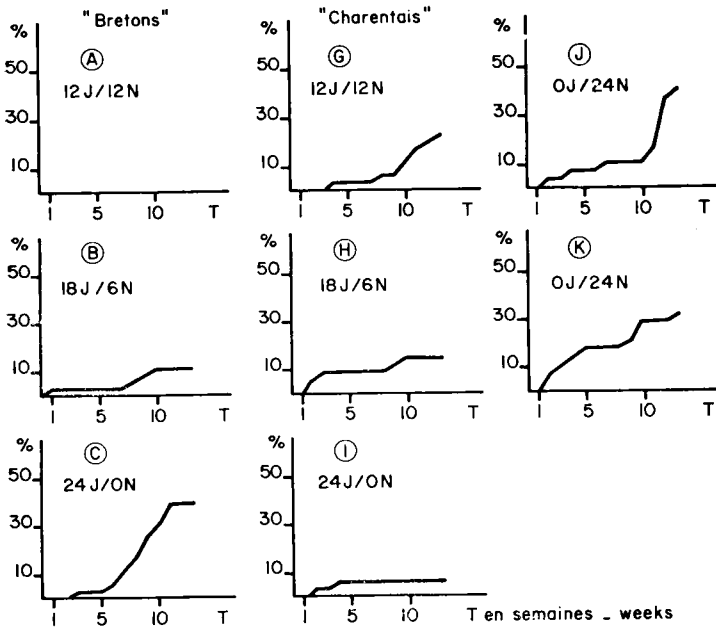 "Bretons" "Charentais"
% % %
Ⓐ Ⓖ Ⓙ
12J/12N 12J/12N 0J/24N
50 50 50
30 30 30
10 10 10
1 5 10 T 1 5 10 T 1 5 10 T
% % %
Ⓑ Ⓗ Ⓚ
18J/6N 18J/6N 0J/24N
50 50 50
30 30 30
10 10 10
1 5 10 T 1 5 10 T 1 5 10 T
% %
Ⓒ Ⓘ
24J/0N 24J/0N
50 50
30 30
10 10
1 5 10 T 1 5 10 T en semaines _ weeks